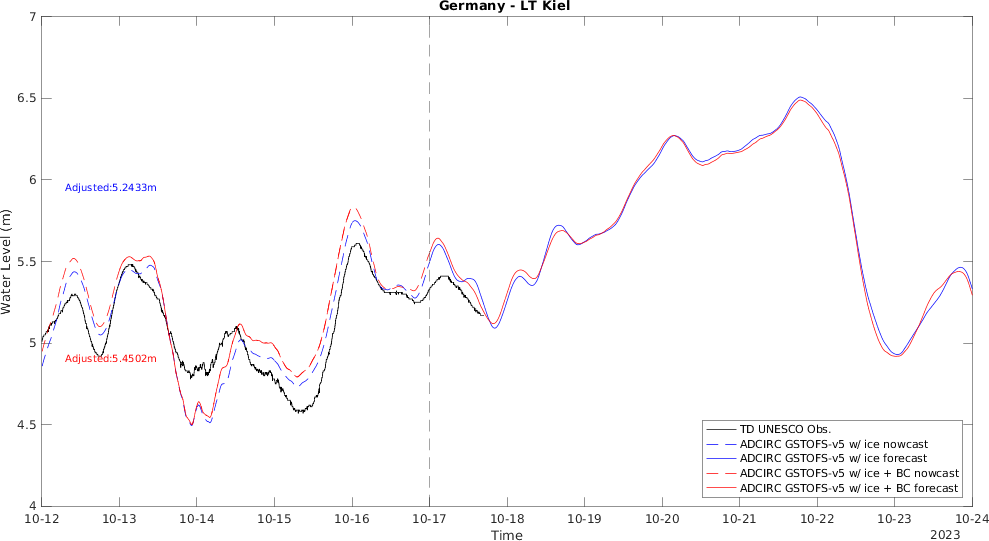 Germany - LT Kiel
7
6.5
6
5.5
5
4.5
4
Water Level (m)
Adjusted:5.2433m
Adjusted:5.4502m
TD UNESCO Obs.
ADCIRC GSTOFS-v5 w/ ice nowcast
ADCIRC GSTOFS-v5 w/ ice forecast
ADCIRC GSTOFS-v5 w/ ice + BC nowcast
ADCIRC GSTOFS-v5 w/ ice + BC forecast
10-12 10-13 10-14 10-15 10-16 10-17 10-18 10-19 10-20 10-21 10-22 10-23 10-24
Time
2023